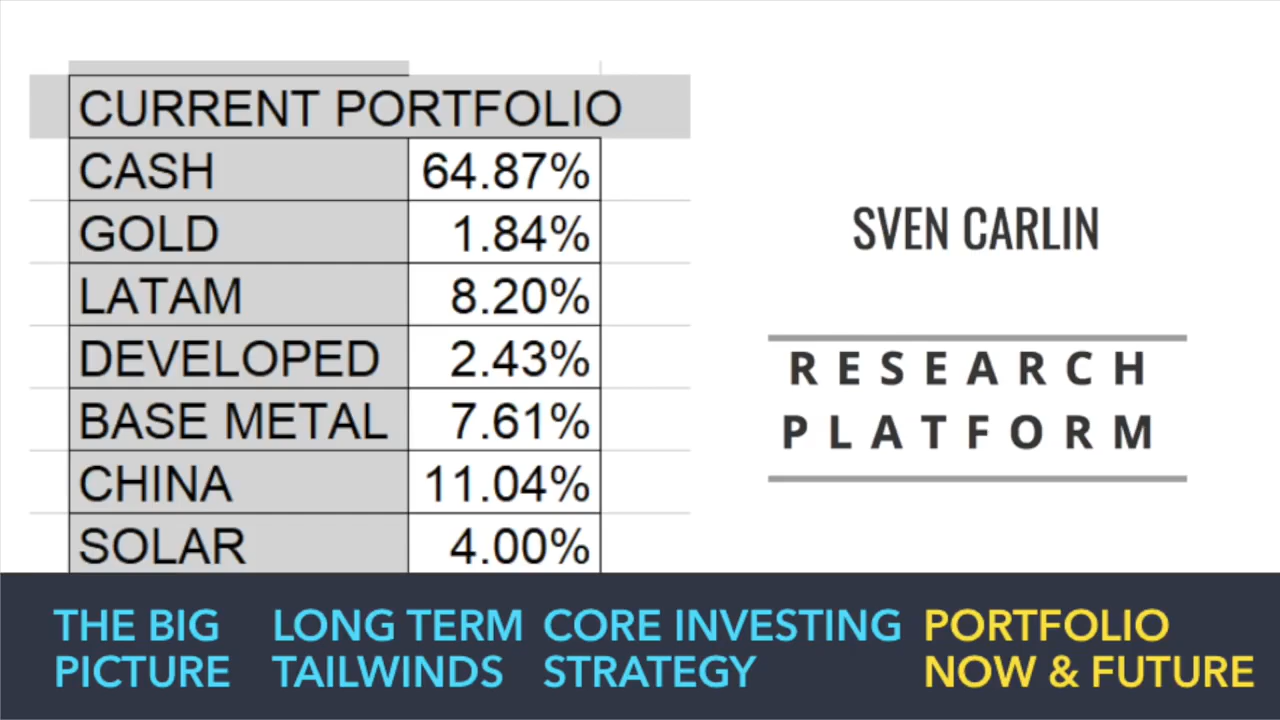 CURRENT PORTFOLIO
CASH 64.87%
GOLD 1.84%
LATAM 8.20%
DEVELOPED 2.43%
BASE METAL 7.61%
CHINA 11.04%
SOLAR 4.00%
SVEN CARLIN
RESEARCH
PLATFORM
THE BIG
PICTURE
LONG TERM
TAILWINDS
CORE INVESTING
STRATEGY
PORTFOLIO
NOW & FUTURE